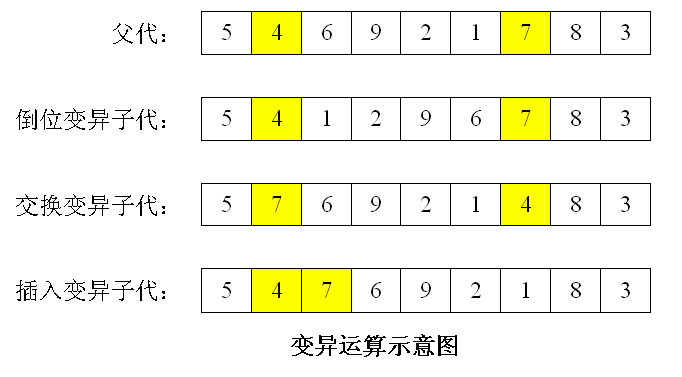 父代： 5 4 6 9 2 1 7 8 3
倒位变异子代： 5 4 1 2 9 6 7 8 3
交换变异子代： 5 7 6 9 2 1 4 8 3
插入变异子代： 5 4 7 6 9 2 1 8 3
变异运算示意图